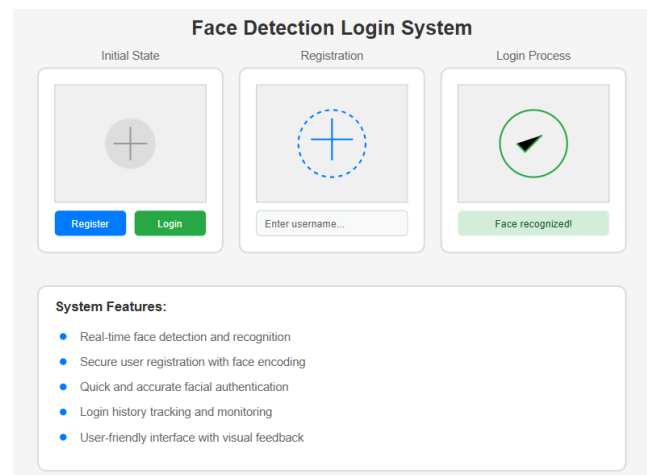 Face Detection Login System
Initial State
Registration
Login Process
Register
Login
Enter username...
Face recognized!
System Features:
Real-time face detection and recognition
Secure user registration with face encoding
Quick and accurate facial authentication
Login history tracking and monitoring
User-friendly interface with visual feedback